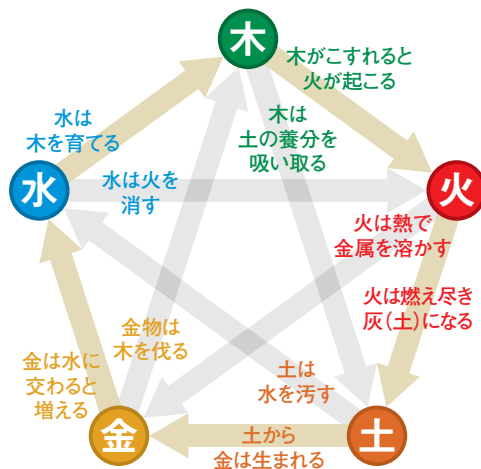 木
木がこすれると
火が起こる
水は
木を育てる
木は
土の養分を
吸い取る
水
水は火を
消す
火
火は熱で
金属を溶かす
火は燃え尽き
灰(土)になる
金物は
木を伐る
金は水に
交わると
増える
土は
水を汚す
金
土から
金は生まれる
土